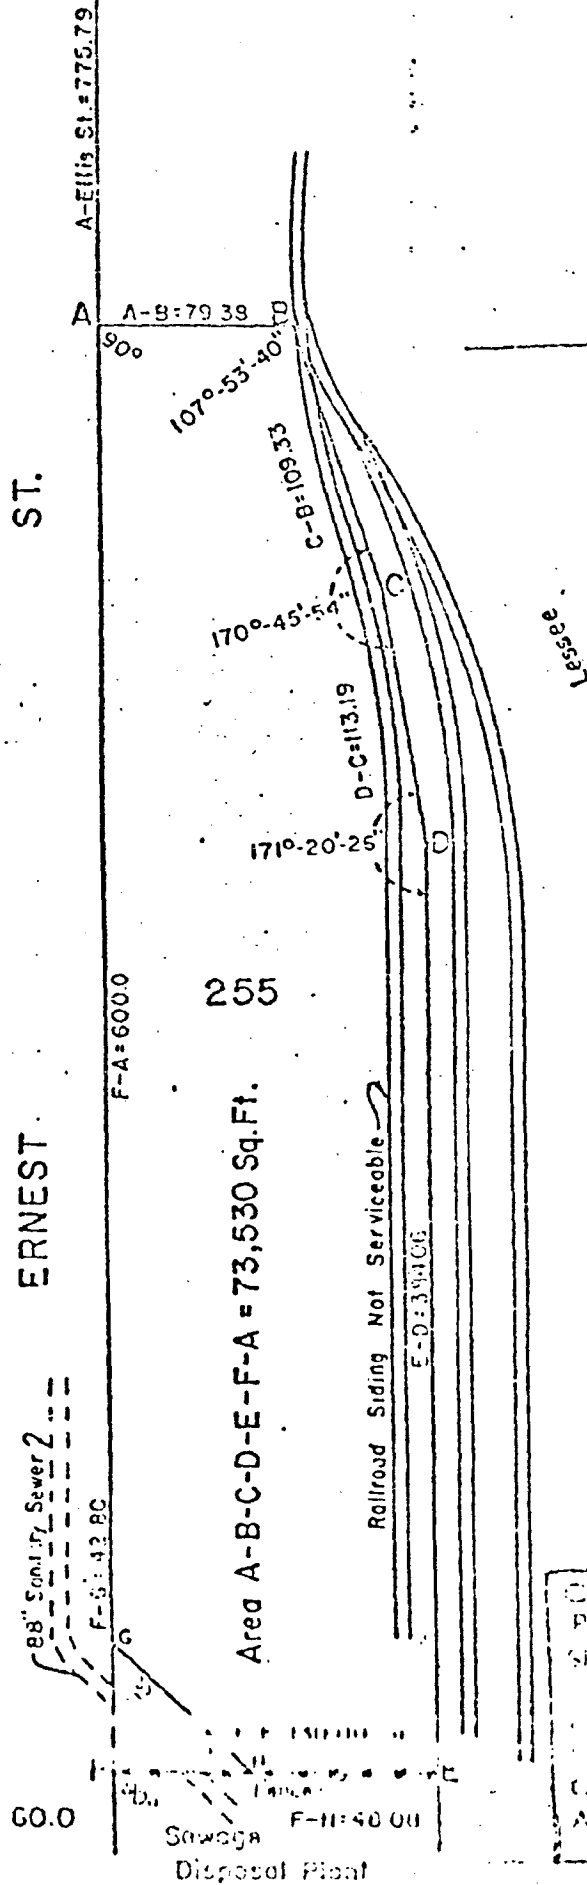 A-Ellis St.=775.79
A
A-B=79.38
B
90°
107°-53'-40"
C-B=109.33
ST.
C
170°-45'-54"
Lessee
D-C=113.19
171°-20'-25"
D
255
F-A=600.0
ERNEST
Area A-B-C-D-E-F-A = 73,530 Sq.Ft.
Railroad Siding Not Serviceable
E-D=394.06
88" Sanitary Sewer
G
F
E
60.0
F-H=40.00
Sewage
Disposal Plant